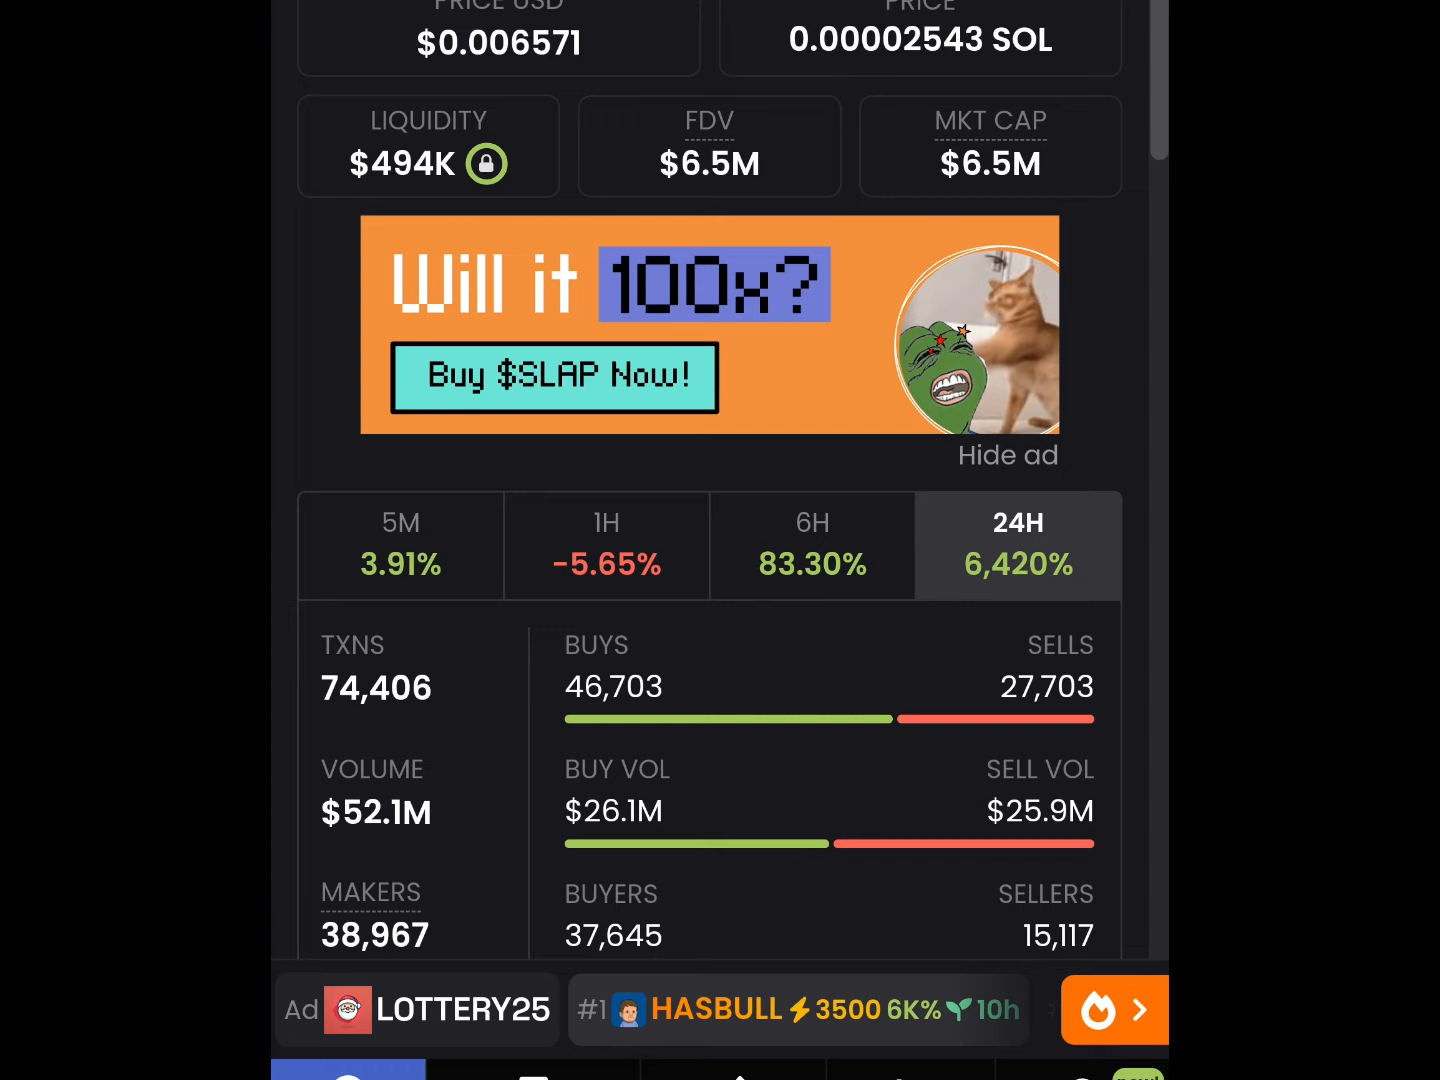 PRICE USD
$0.006571
PRICE
0.00002543 SOL
LIQUIDITY
$494K
FDV
$6.5M
MKT CAP
$6.5M
Will it 100x?
Buy $SLAP Now!
Hide ad
5M
3.91%
1H
-5.65%
6H
83.30%
24H
6,420%
TXNS
74,406
BUYS
46,703
SELLS
27,703
VOLUME
$52.1M
BUY VOL
$26.1M
SELL VOL
$25.9M
MAKERS
38,967
BUYERS
37,645
SELLERS
15,117
Ad LOTTERY25
#1 HASBULL 3500 6K% 10h